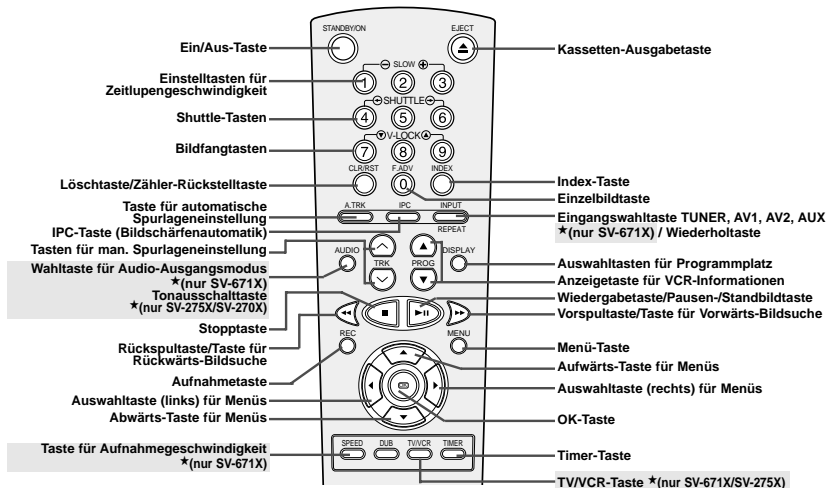 STANDBY/ON
EJECT
Ein/Aus-Taste
Kassetten-Ausgabetaste
SLOW
Einstelltasten für
Zeitlupengeschwindigkeit
1 2 3
SHUTTLE
Shuttle-Tasten
4 5 6
V-LOCK
Bildfangtasten
7 8 9
CLR/RST F.ADV INDEX
Löschtaste/Zähler-Rückstelltaste
0
Index-Taste
Einzelbildtaste
Taste für automatische
Spurlageneinstellung
A.TRK IPC INPUT
Eingangswahltaste TUNER, AV1, AV2, AUX
★(nur SV-671X) / Wiederholtaste
IPC-Taste (Bildschärfenautomatik)
REPEAT
Tasten für man. Spurlageneinstellung
AUDIO
TRK
PROG
DISPLAY
Auswahltasten für Programmplatz
Wahltaste für Audio-Ausgangsmodus
★(nur SV-671X)
Anzeigetaste für VCR-Informationen
Tonausschalttaste
★(nur SV-275X/SV-270X)
Wiedergabetaste/Pausen-/Standbildtaste
Vorspultaste/Taste für Vorwärts-Bildsuche
Stopptaste
Rückspultaste/Taste für
Rückwärts-Bildsuche
REC
MENU
Menü-Taste
Aufwärts-Taste für Menüs
Aufnahmetaste
Auswahltaste (rechts) für Menüs
Auswahltaste (links) für Menüs
Abwärts-Taste für Menüs
OK
OK-Taste
Taste für Aufnahmegeschwindigkeit
★(nur SV-671X)
SPEED DUB TV/VCR TIMER
Timer-Taste
TV/VCR-Taste ★(nur SV-671X/SV-275X)